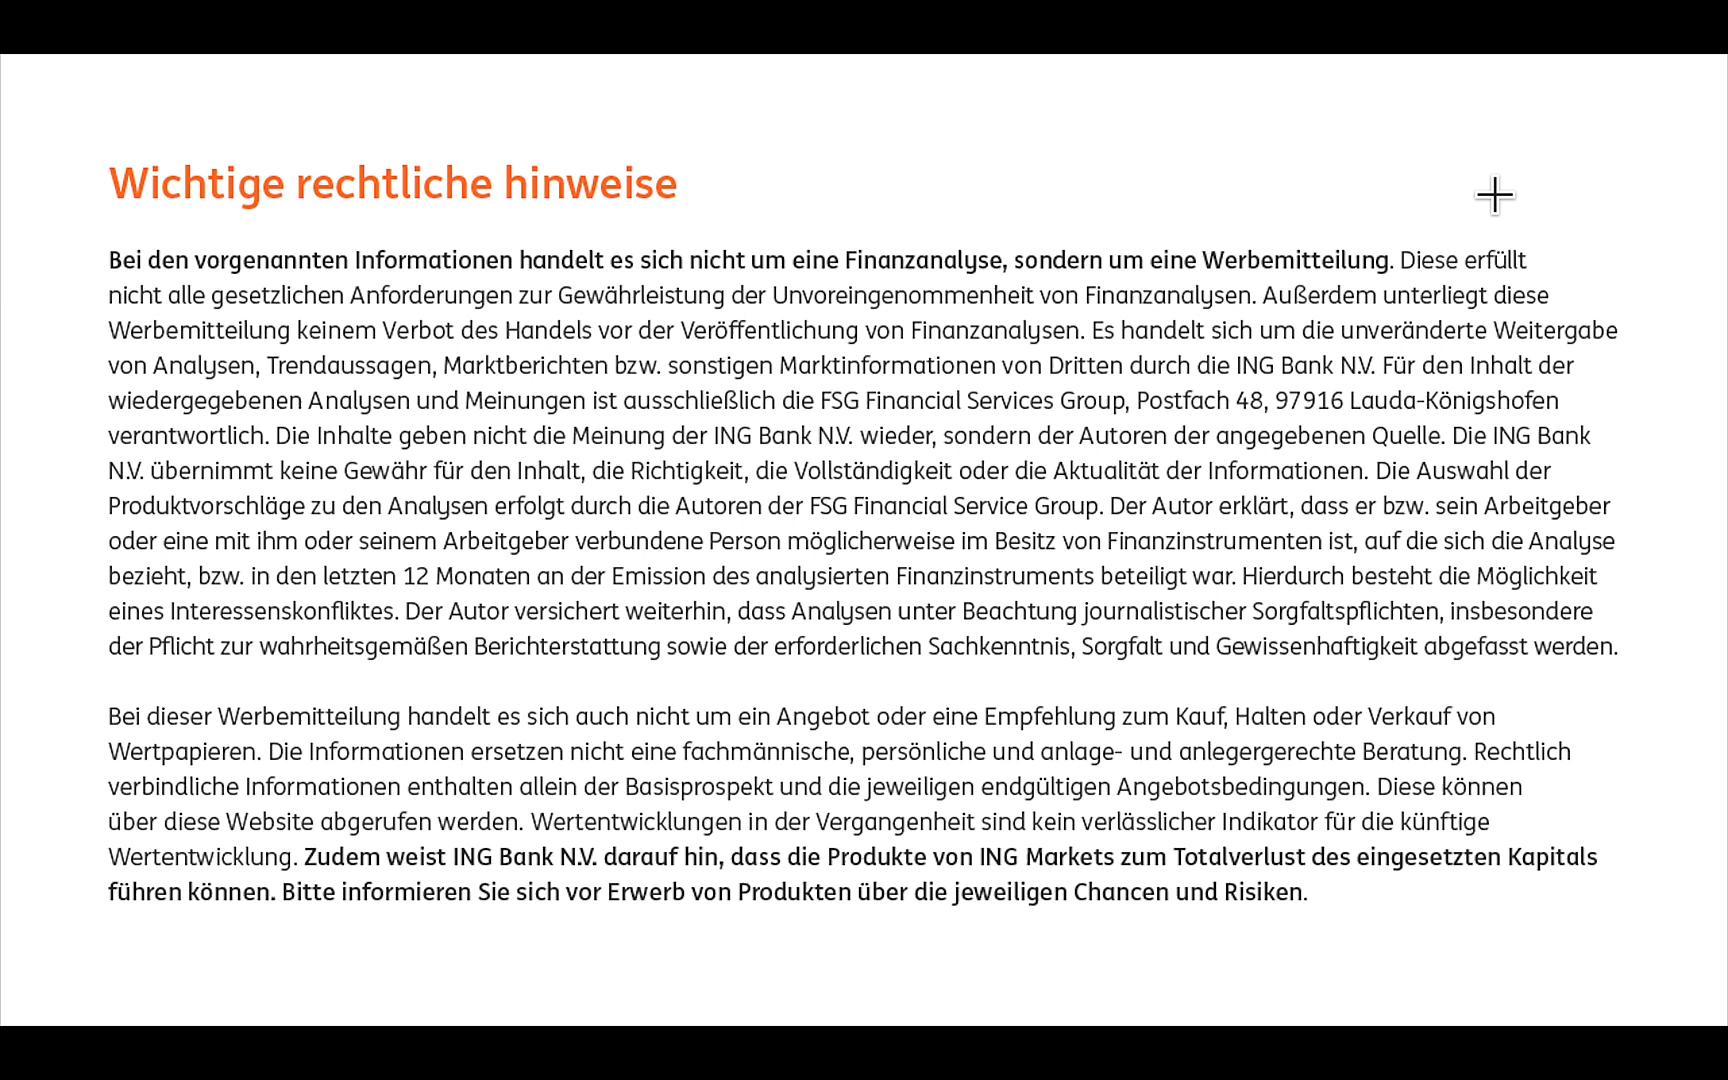 Wichtige rechtliche hinweise
Bei den vorgenannten Informationen handelt es sich nicht um eine Finanzanalyse, sondern um eine Werbemitteilung. Diese erfüllt
nicht alle gesetzlichen Anforderungen zur Gewährleistung der Unvoreingenommenheit von Finanzanalysen. Außerdem unterliegt diese
Werbemitteilung keinem Verbot des Handels vor der Veröffentlichung von Finanzanalysen. Es handelt sich um die unveränderte Weitergabe
von Analysen, Trendaussagen, Marktberichten bzw. sonstigen Marktinformationen von Dritten durch die ING Bank N.V. Für den Inhalt der
wiedergegebenen Analysen und Meinungen ist ausschließlich die FSG Financial Services Group, Postfach 48, 97916 Lauda-Königshofen
verantwortlich. Die Inhalte geben nicht die Meinung der ING Bank N.V. wieder, sondern der Autoren der angegebenen Quelle. Die ING Bank
N.V. übernimmt keine Gewähr für den Inhalt, die Richtigkeit, die Vollständigkeit oder die Aktualität der Informationen. Die Auswahl der
Produktvorschläge zu den Analysen erfolgt durch die Autoren der FSG Financial Service Group. Der Autor erklärt, dass er bzw. sein Arbeitgeber
oder eine mit ihm oder seinem Arbeitgeber verbundene Person möglicherweise im Besitz von Finanzinstrumenten ist, auf die sich die Analyse
bezieht, bzw. in den letzten 12 Monaten an der Emission des analysierten Finanzinstruments beteiligt war. Hierdurch besteht die Möglichkeit
eines Interessenskonfliktes. Der Autor versichert weiterhin, dass Analysen unter Beachtung journalistischer Sorgfaltspflichten, insbesondere
der Pflicht zur wahrheitsgemäßen Berichterstattung sowie der erforderlichen Sachkenntnis, Sorgfalt und Gewissenhaftigkeit abgefasst werden.
Bei dieser Werbemitteilung handelt es sich auch nicht um ein Angebot oder eine Empfehlung zum Kauf, Halten oder Verkauf von
Wertpapieren. Die Informationen ersetzen nicht eine fachmännische, persönliche und anlage- und anlegergerechte Beratung. Rechtlich
verbindliche Informationen enthalten allein der Basisprospekt und die jeweiligen endgültigen Angebotsbedingungen. Diese können
über diese Website abgerufen werden. Wertentwicklungen in der Vergangenheit sind kein verlässlicher Indikator für die künftige
Wertentwicklung. Zudem weist ING Bank N.V. darauf hin, dass die Produkte von ING Markets zum Totalverlust des eingesetzten Kapitals
führen können. Bitte informieren Sie sich vor Erwerb von Produkten über die jeweiligen Chancen und Risiken.